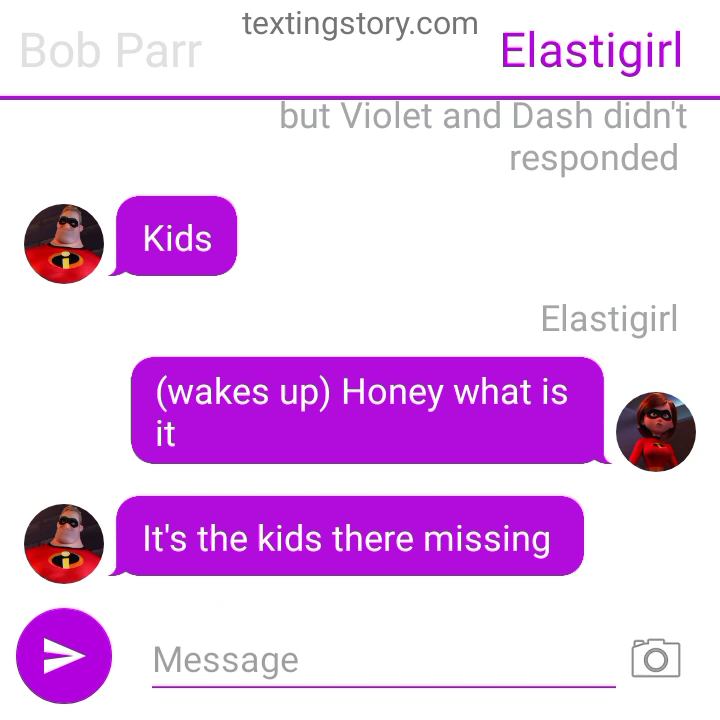 textingstory.com
Bob Parr
Elastigirl
but Violet and Dash didn't
responded
Kids
Elastigirl
(wakes up) Honey what is
it
It's the kids there missing
Message